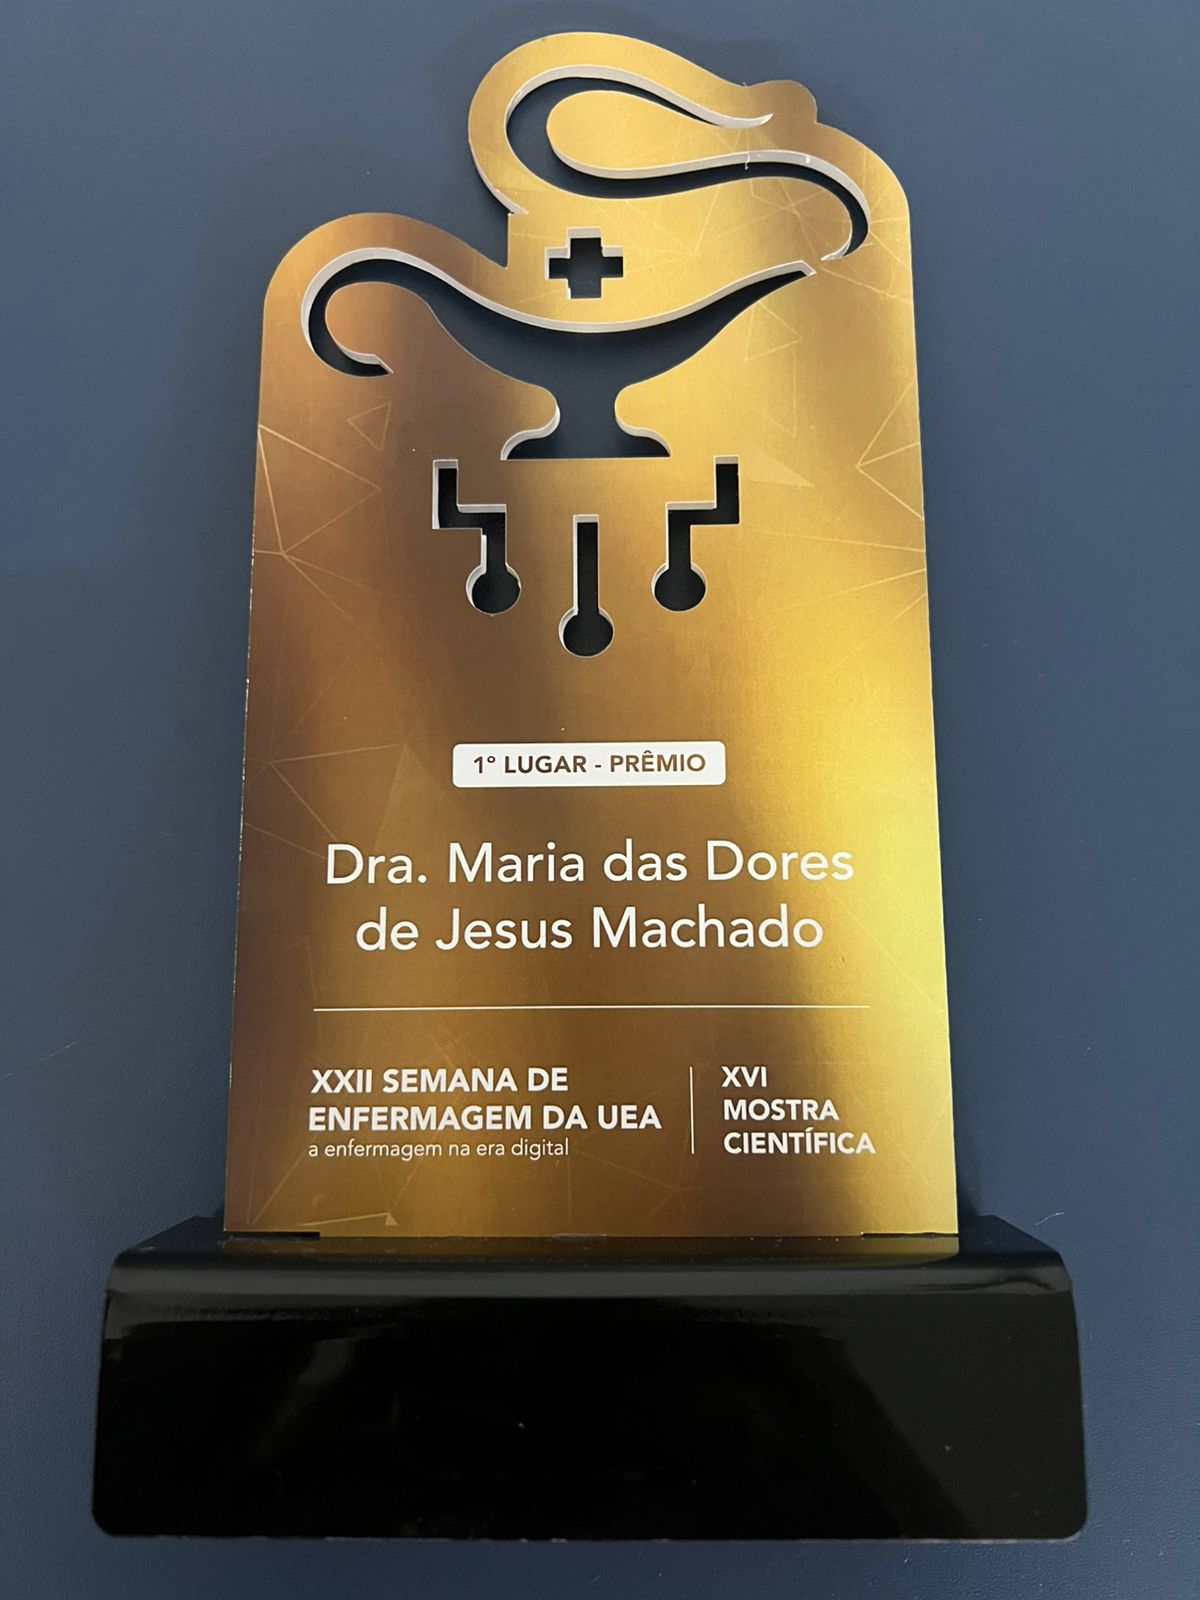 1º LUGAR - PRÊMIO
Dra. Maria das Dores
de Jesus Machado
XXII SEMANA DE
ENFERMAGEM DA UEA
a enfermagem na era digital
XVI
MOSTRA
CIENTÍFICA